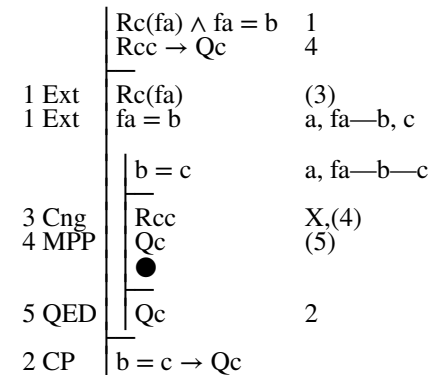 Rc(fa) ∧ fa = b 1
Rcc → Qc 4
1 Ext Rc(fa) (3)
1 Ext fa = b a, fa—b, c
b = c a, fa—b—c
3 Cng Rcc X,(4)
4 MPP Qc (5)
●
5 QED Qc 2
2 CP b = c → Qc